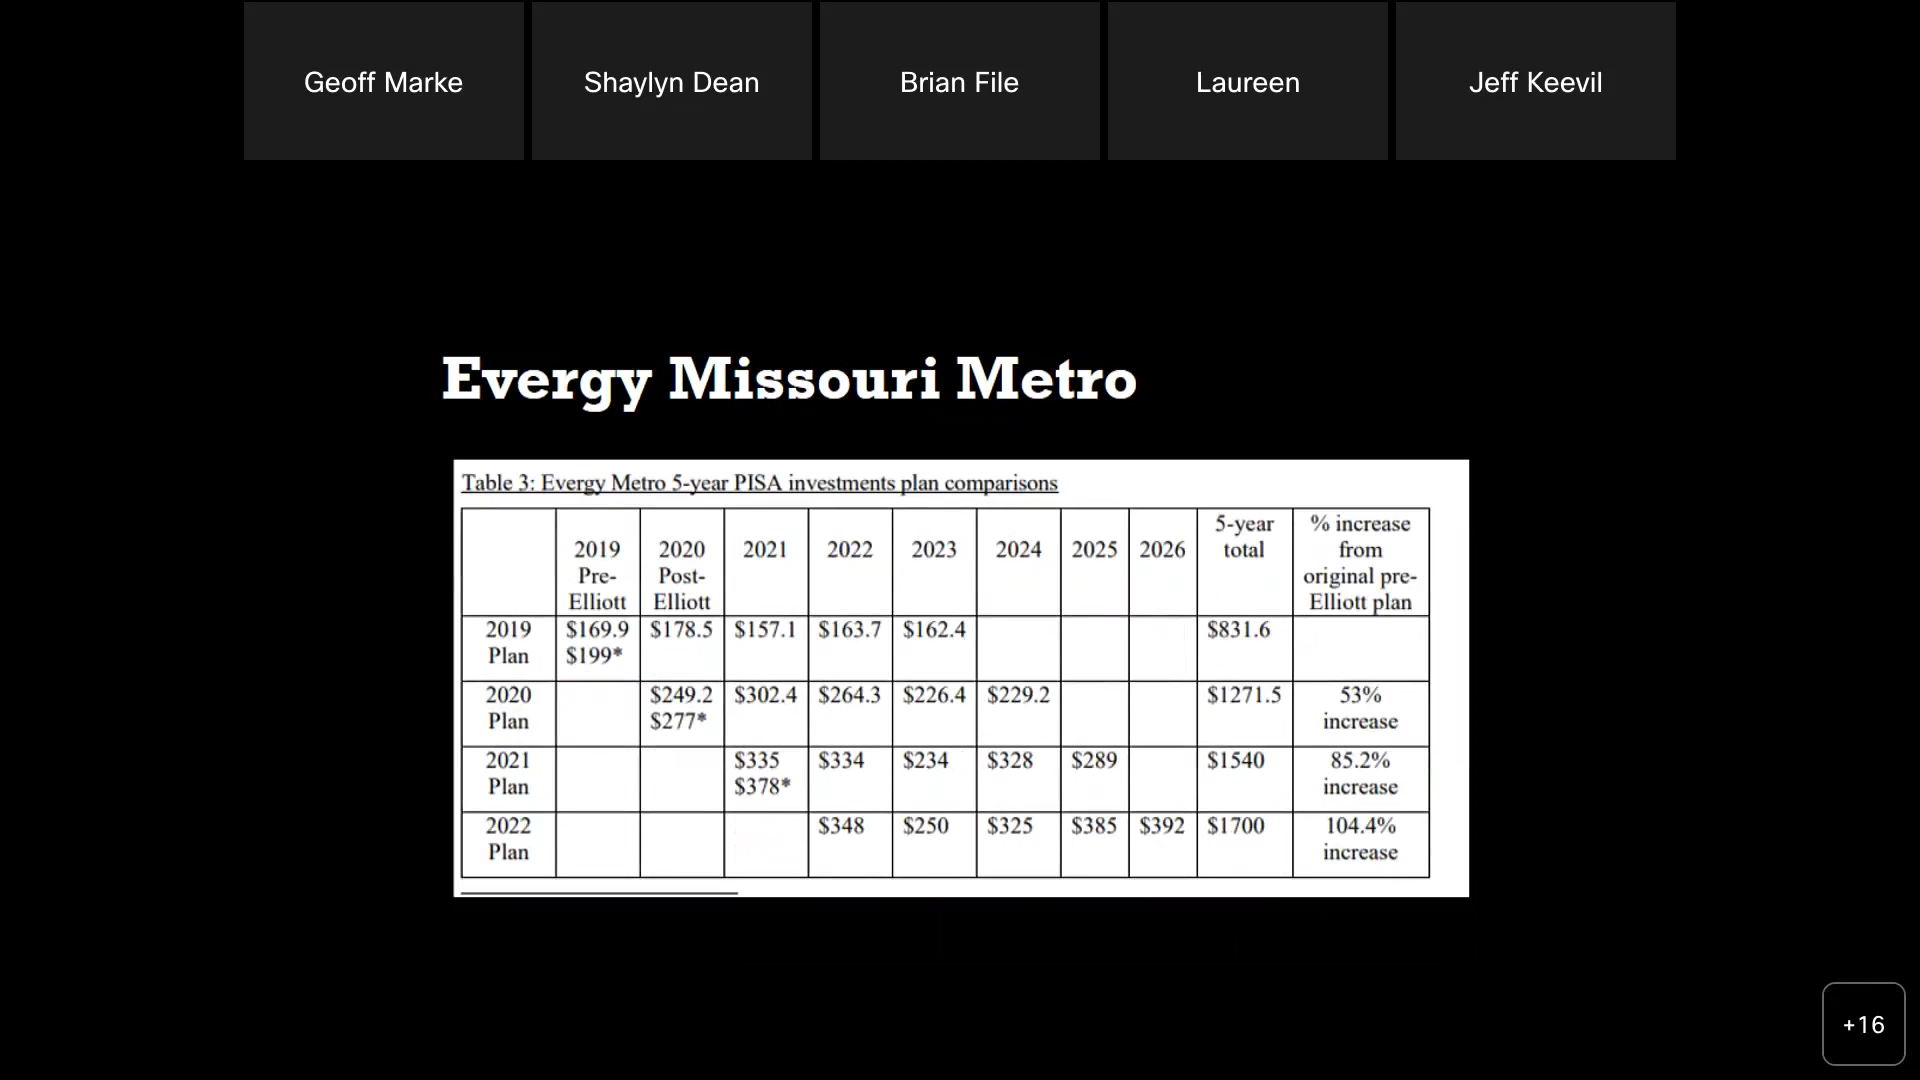 Geoff Marke
Shaylyn Dean
Brian File
Laureen
Jeff Keevil
Evergy Missouri Metro
Table 3: Evergy Metro 5-year PISA investments plan comparisons
2019 Pre-Elliott
2020 Post-Elliott
2021
2022
2023
2024
2025
2026
5-year total
% increase from original pre-Elliott plan
2019 Plan
$169.9
$199*
$178.5
$157.1
$163.7
$162.4
$831.6
2020 Plan
$249.2
$277*
$302.4
$264.3
$226.4
$229.2
$1271.5
53% increase
2021 Plan
$335
$378*
$334
$234
$328
$289
$1540
85.2% increase
2022 Plan
$348
$250
$325
$385
$392
$1700
104.4% increase
+16